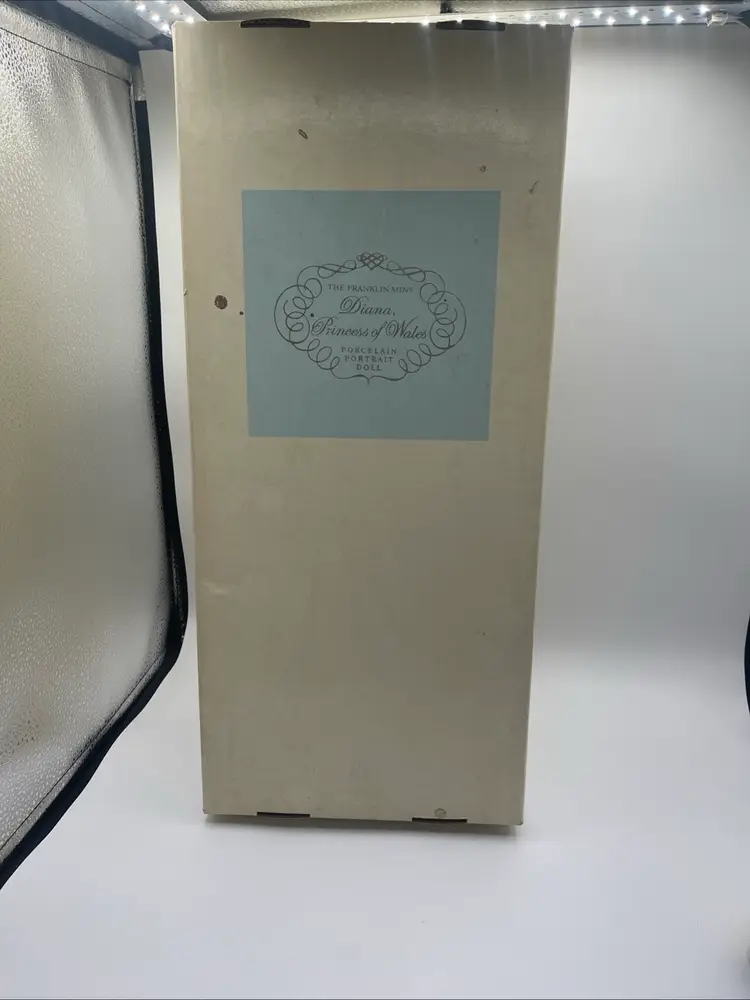 THE FRANKLIN MINT
Diana,
Princess of Wales
PORCELAIN
PORTRAIT
DOLL